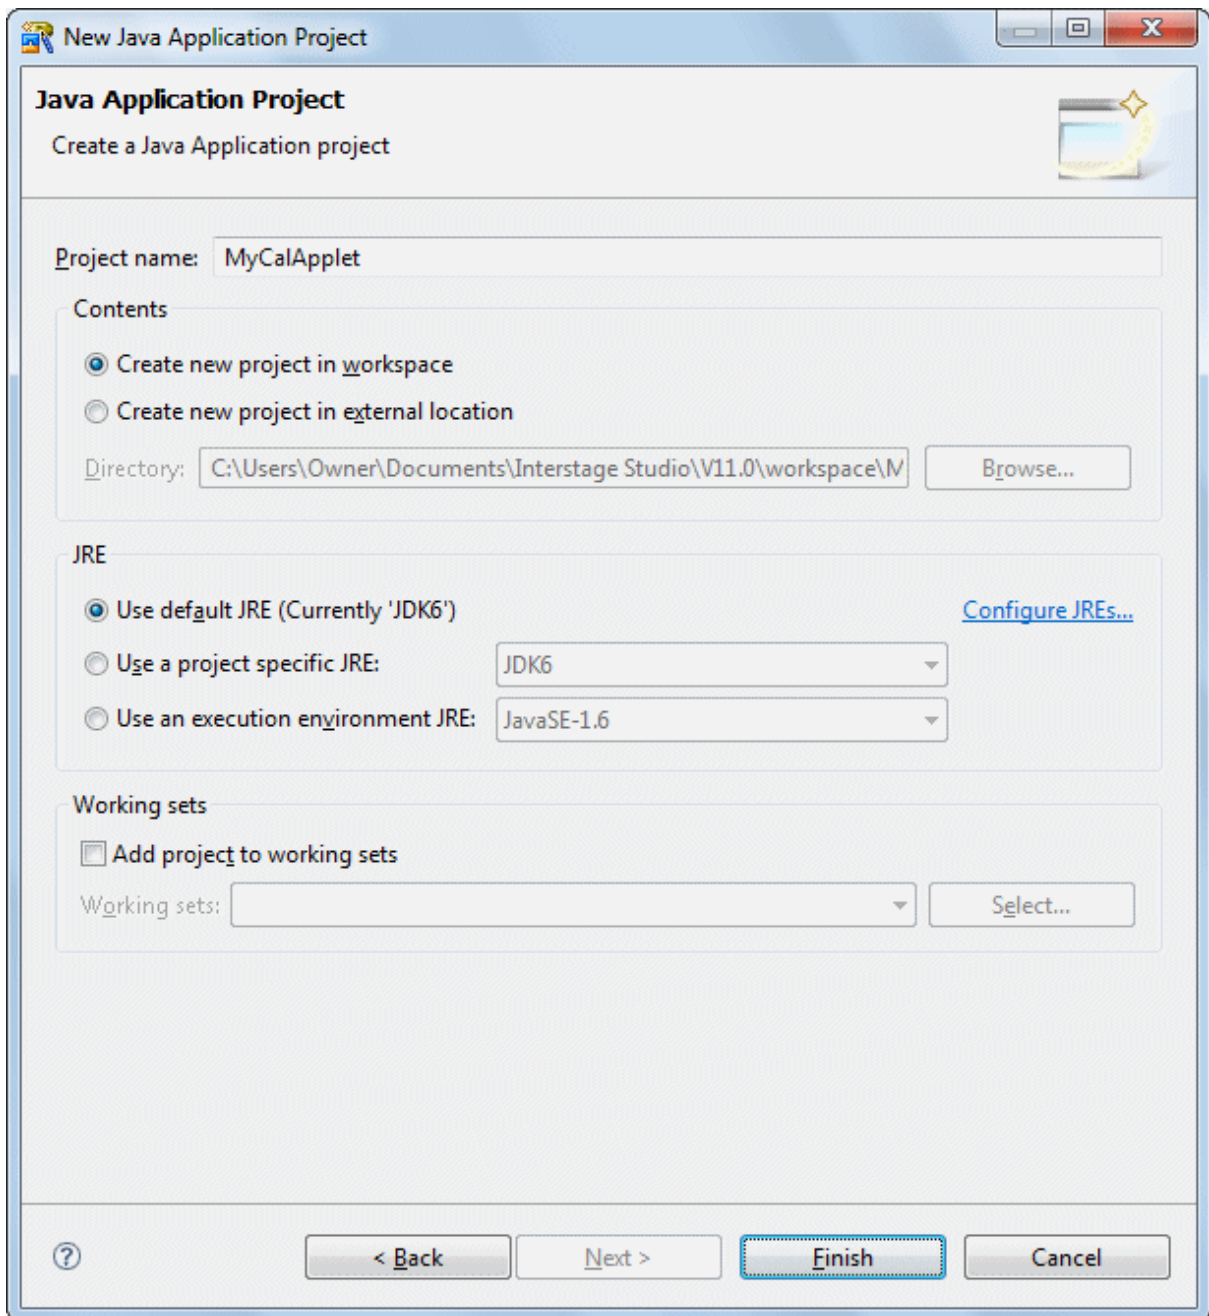 New Java Application Project
Java Application Project
Create a Java Application project
Project name: MyCalApplet
Contents
Create new project in workspace
Create new project in external location
Directory: C:\Users\Owner\Documents\Interstage Studio\V11.0\workspace\M Browse...
JRE
Use default JRE (Currently 'JDK6') Configure JREs...
Use a project specific JRE: JDK6
Use an execution environment JRE: JavaSE-1.6
Working sets
Add project to working sets
Working sets: Select...
? < Back Next > Finish Cancel